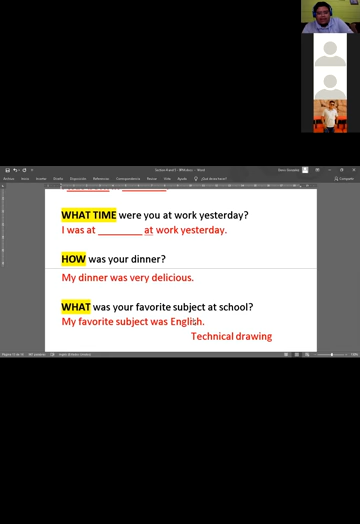 WHAT TIME were you at work yesterday?
I was at ________ at work yesterday.
HOW was your dinner?
My dinner was very delicious.
WHAT was your favorite subject at school?
My favorite subject was English.
Technical drawing